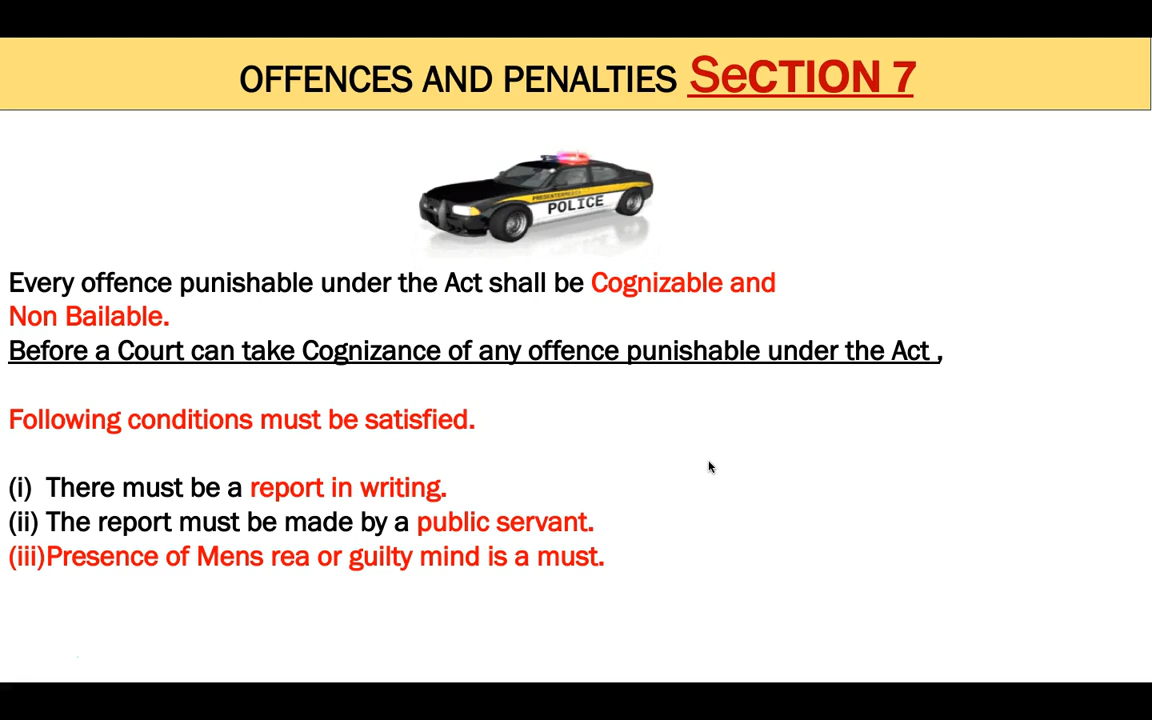 OFFENCES AND PENALTIES SeCTION 7
POLICE
Every offence punishable under the Act shall be Cognizable and
Non Bailable.
Before a Court can take Cognizance of any offence punishable under the Act ,
Following conditions must be satisfied.
(i) There must be a report in writing.
(ii) The report must be made by a public servant.
(iii)Presence of Mens rea or guilty mind is a must.